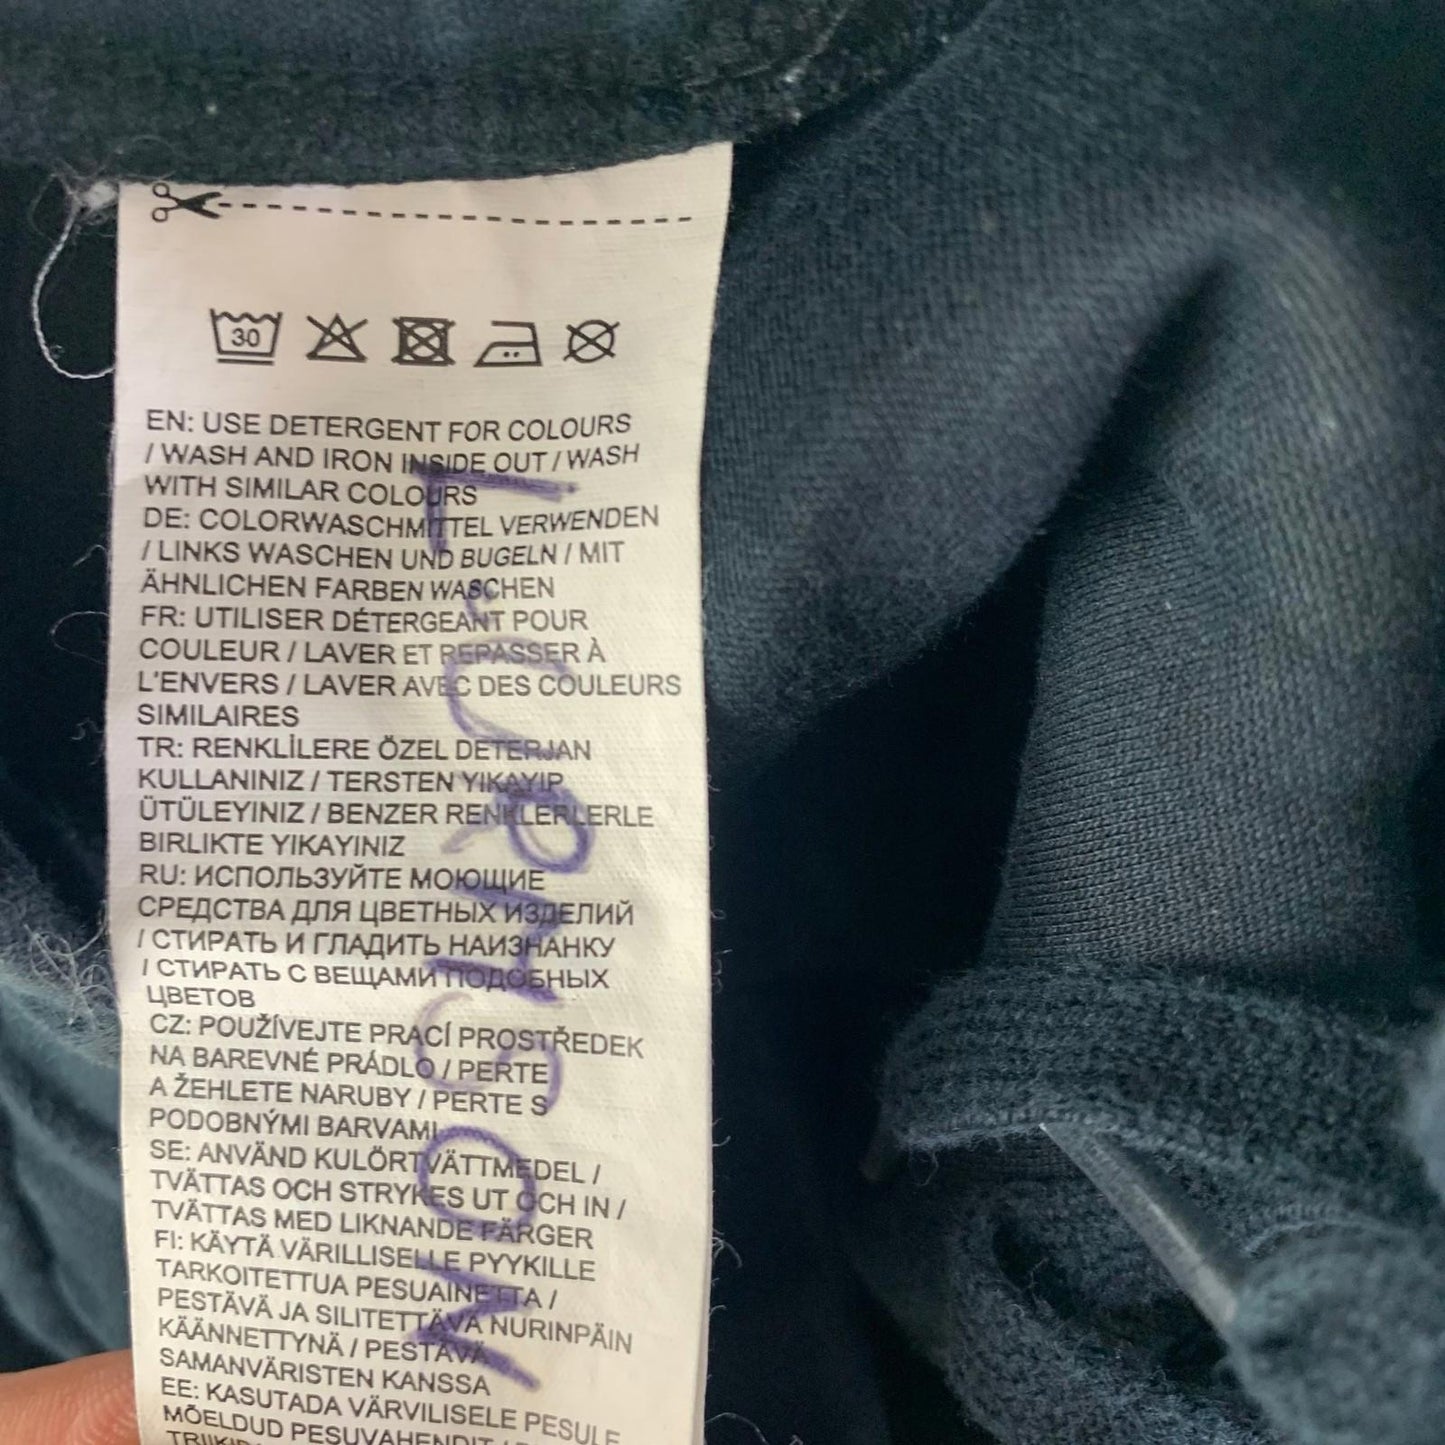 30
EN: USE DETERGENT FOR COLOURS
/ WASH AND IRON INSIDE OUT / WASH
WITH SIMILAR COLOURS
DE: COLORWASCHMITTEL VERWENDEN
/ LINKS WASCHEN UND BUGELN / MIT
ÄHNLICHEN FARBEN WASCHEN
FR: UTILISER DÉTERGEANT POUR
COULEUR / LAVER ET REPASSER À
L'ENVERS / LAVER AVEC DES COULEURS
SIMILAIRES
TR: RENKLİLERE ÖZEL DETERJAN
KULLANINIZ / TERSTEN YIKAYIP
ÜTÜLEYINIZ / BENZER RENKLERLERLE
BIRLIKTE YIKAYINIZ
RU: ИСПОЛЬЗУЙТЕ МОЮЩИЕ
СРЕДСТВА ДЛЯ ЦВЕТНЫХ ИЗДЕЛИЙ
/ СТИРАТЬ И ГЛАДИТЬ НАИЗНАНКУ
/ СТИРАТЬ С ВЕЩАМИ ПОДОБНЫХ
ЦВЕТОВ
CZ: POUŽÍVEJTE PRACÍ PROSTŘEDEK
NA BAREVNÉ PRÁDLO / PERTE
A ŽEHLETE NARUBY / PERTE S
PODOBNÝMI BARVAMI
SE: ANVÄND KULÖRTVÄTTMEDEL /
TVÄTTAS OCH STRYKES UT OCH IN /
TVÄTTAS MED LIKNANDE FÄRGER
FI: KÄYTÄ VÄRILLISELLE PYYKILLE
TARKOITETTUA PESUAINETTA /
PESTÄVÄ JA SILITETTÄVÄ NURINPÄIN
KÄÄNNETTYNÄ / PESTÄVÄ
SAMANVÄRISTEN KANSSA
EE: KASUTADA VÄRVILISELE PESULE
MÕELDUD PESUVAHENDIT